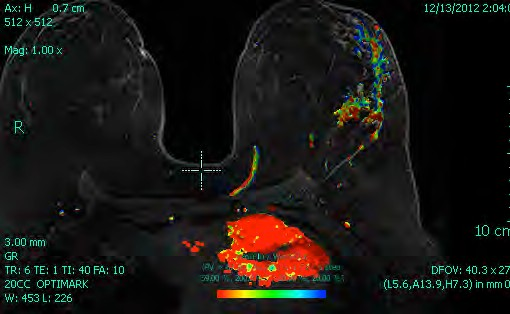 Ax: H 0.7 cm
512 x 512
Mag: 1.00 x
12/13/2012 2:04:0
R
10 cm
3.00 mm
GR
TR: 6 TE: 1 TI: 40 FA: 10
20CC OPTIMARK
W: 453 L: 226
DFOV: 40.3 x 27
(L5.6, A13.9, H7.3) in mm 0